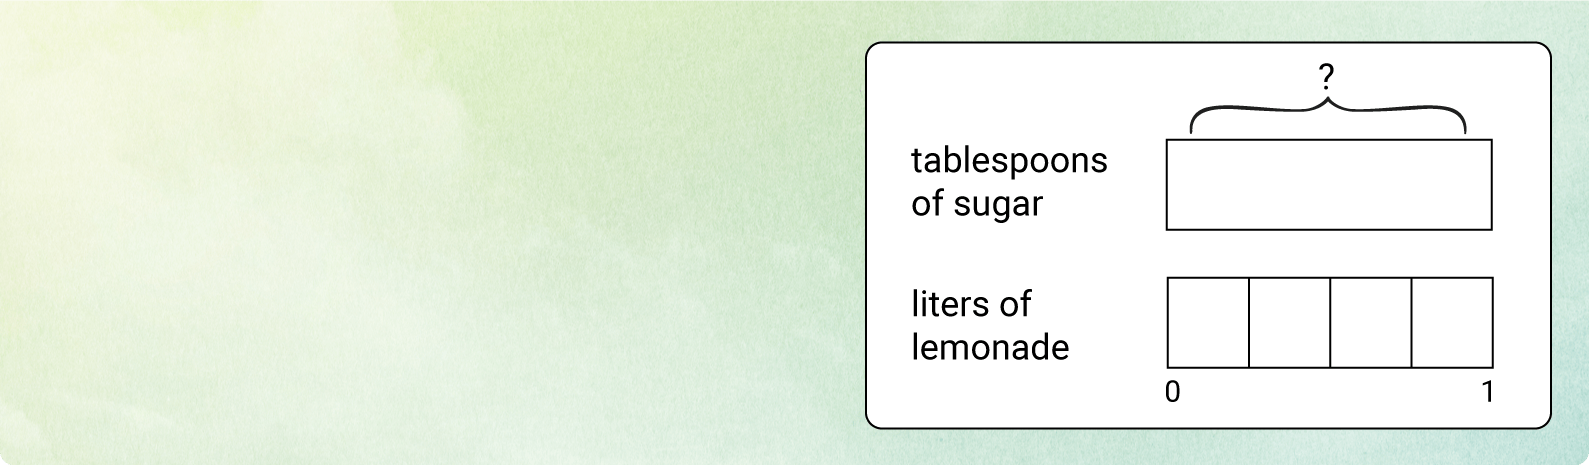 ?
tablespoons
of sugar
liters of
lemonade
0 1